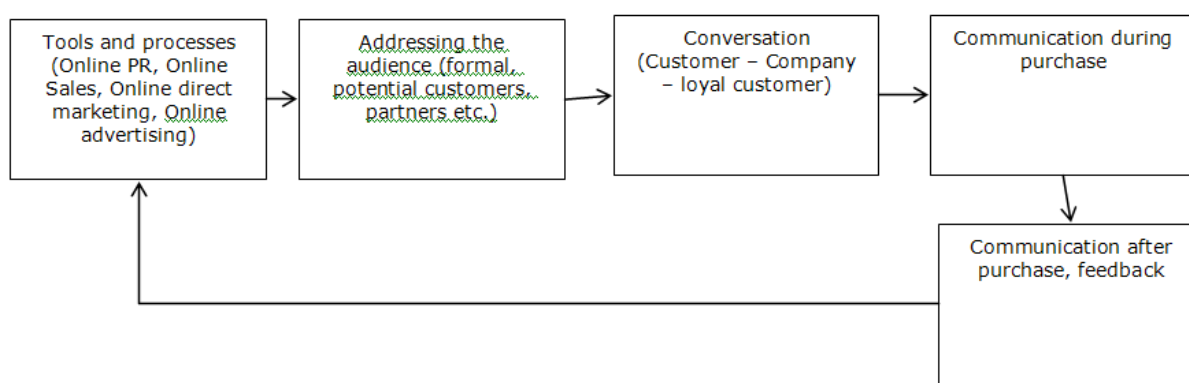 Tools and processes
(Online PR, Online
Sales, Online direct
marketing, Online
advertising)
Addressing the
audience (formal,
potential customers,
partners etc.)
Conversation
(Customer – Company
– loyal customer)
Communication during
purchase
Communication after
purchase, feedback